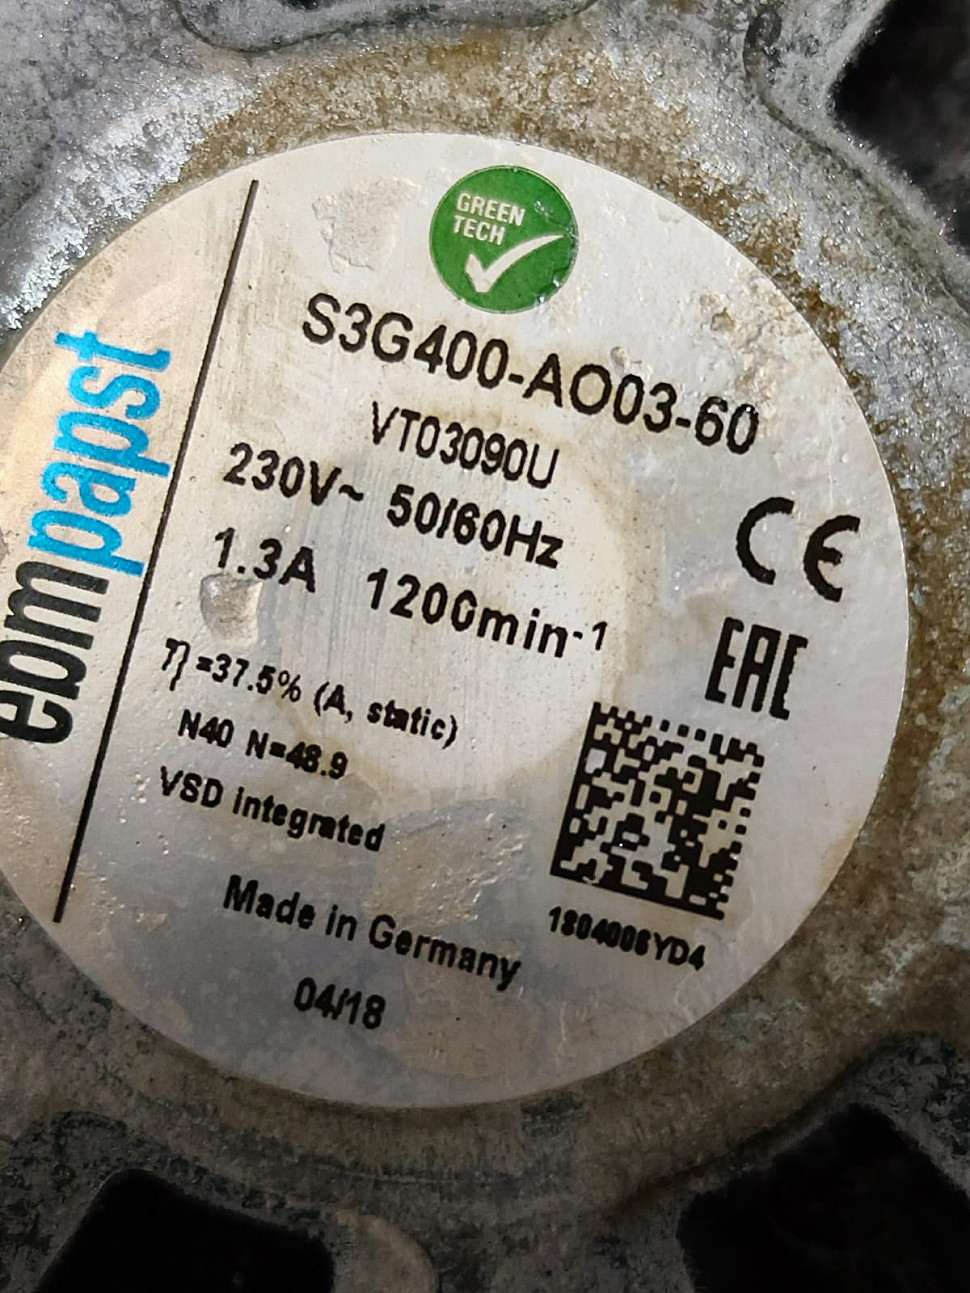 GREEN
TECH
ebmpapst
S3G400-AO03-60
VT03090U
230V~ 50/60Hz
1.3A 1200min-1
CE
EAC
η =37.5% (A, static)
N40 N=48.9
VSD integrated
1804008YD4
Made in Germany
04/18